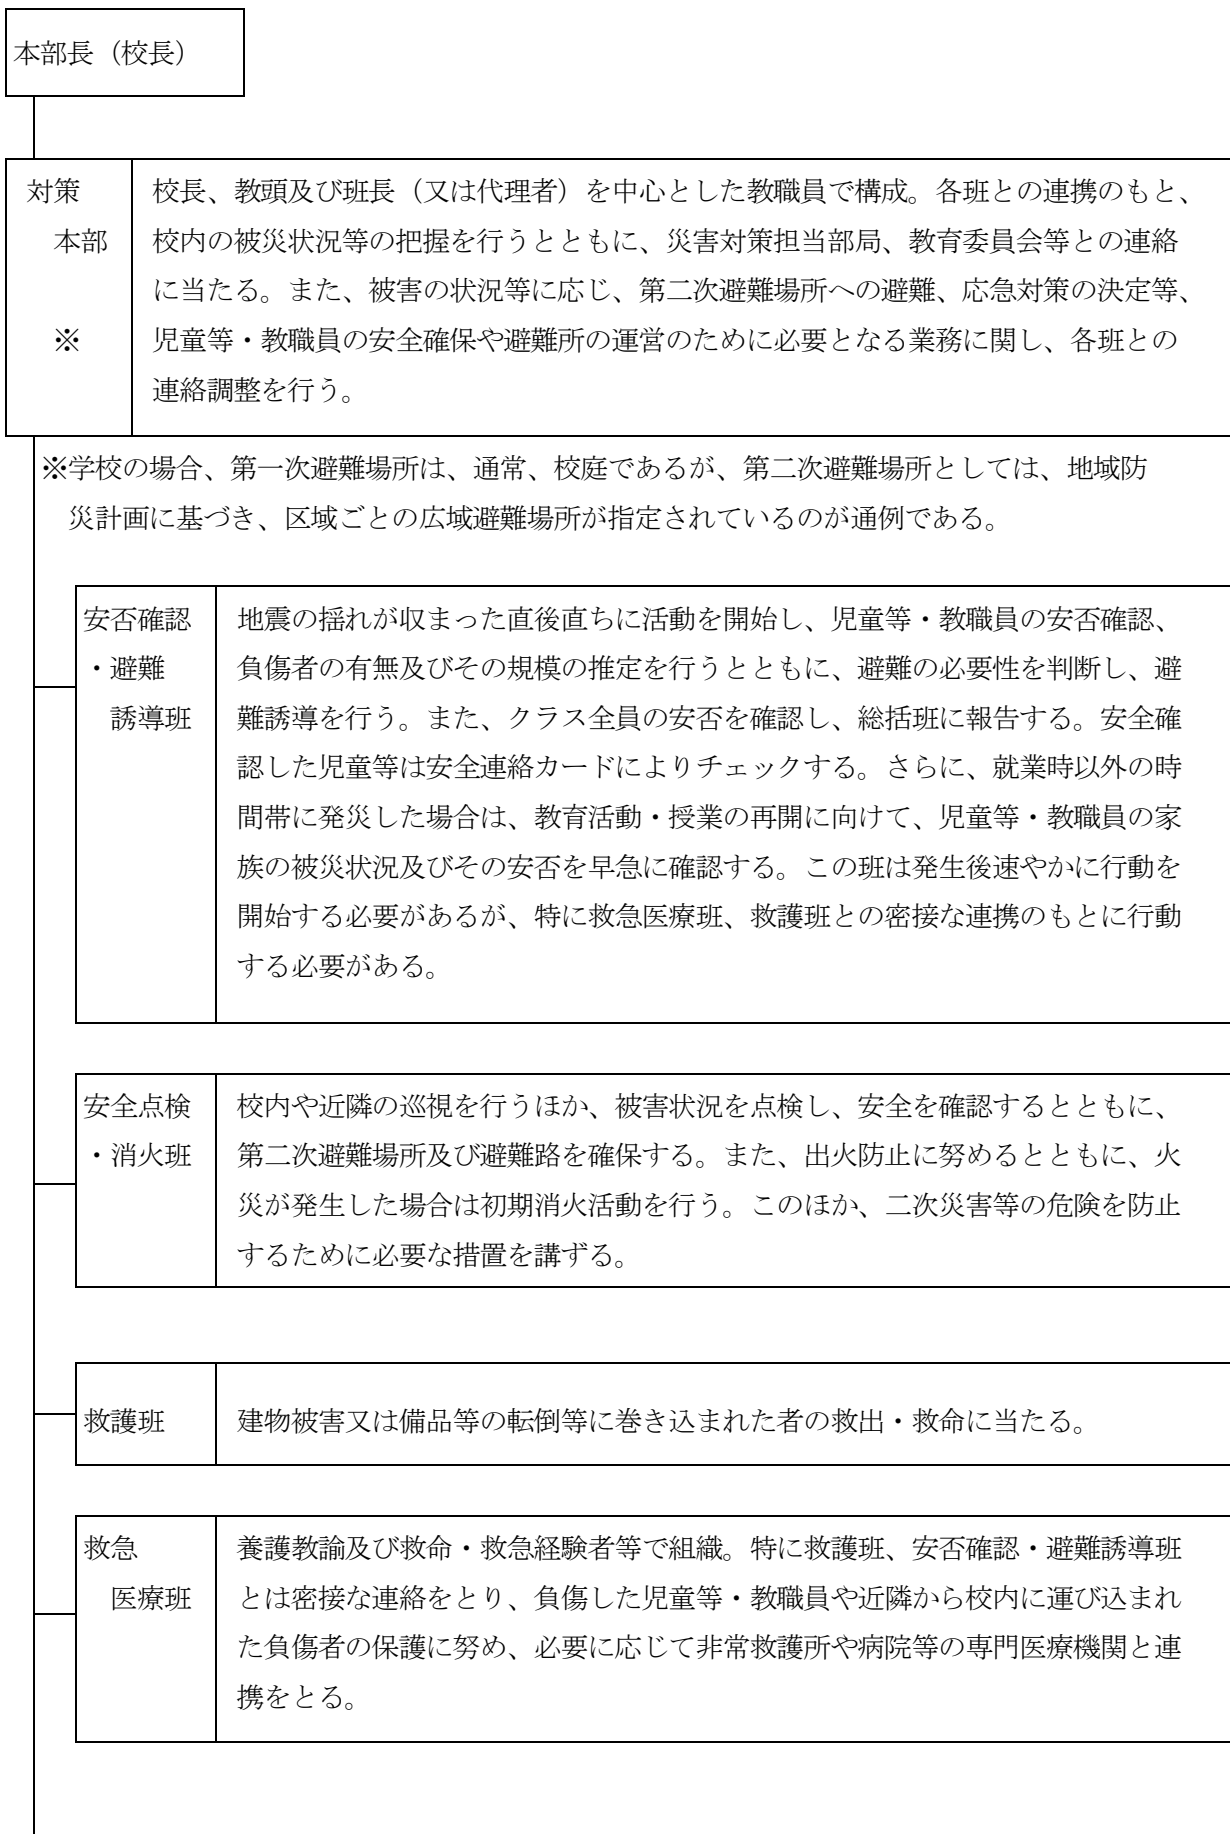 本部長（校長）
対策
本部
※
校長、教頭及び班長（又は代理者）を中心とした教職員で構成。各班との連携のもと、
校内の被災状況等の把握を行うとともに、災害対策担当部局、教育委員会等との連絡
に当たる。また、被害の状況等に応じ、第二次避難場所への避難、応急対策の決定等、
児童等・教職員の安全確保や避難所の運営のために必要となる業務に関し、各班との
連絡調整を行う。
※学校の場合、第一次避難場所は、通常、校庭であるが、第二次避難場所としては、地域防
災計画に基づき、区域ごとの広域避難場所が指定されているのが通例である。
安否確認
・避難
誘導班
地震の揺れが収まった直後直ちに活動を開始し、児童等・教職員の安否確認、
負傷者の有無及びその規模の推定を行うとともに、避難の必要性を判断し、避
難誘導を行う。また、クラス全員の安否を確認し、総括班に報告する。安全確
認した児童等は安全連絡カードによりチェックする。さらに、就業時以外の時
間帯に発災した場合は、教育活動・授業の再開に向けて、児童等・教職員の家
族の被災状況及びその安否を早急に確認する。この班は発生後速やかに行動を
開始する必要があるが、特に救急医療班、救護班との密接な連携のもとに行動
する必要がある。
安全点検
・消火班
校内や近隣の巡視を行うほか、被害状況を点検し、安全を確認するとともに、
第二次避難場所及び避難路を確保する。また、出火防止に努めるとともに、火
災が発生した場合は初期消火活動を行う。このほか、二次災害等の危険を防止
するために必要な措置を講ずる。
救護班
建物被害又は備品等の転倒等に巻き込まれた者の救出・救命に当たる。
救急
医療班
養護教諭及び救命・救急経験者等で組織。特に救護班、安否確認・避難誘導班
とは密接な連絡をとり、負傷した児童等・教職員や近隣から校内に運び込まれ
た負傷者の保護に努め、必要に応じて非常救護所や病院等の専門医療機関と連
携をとる。